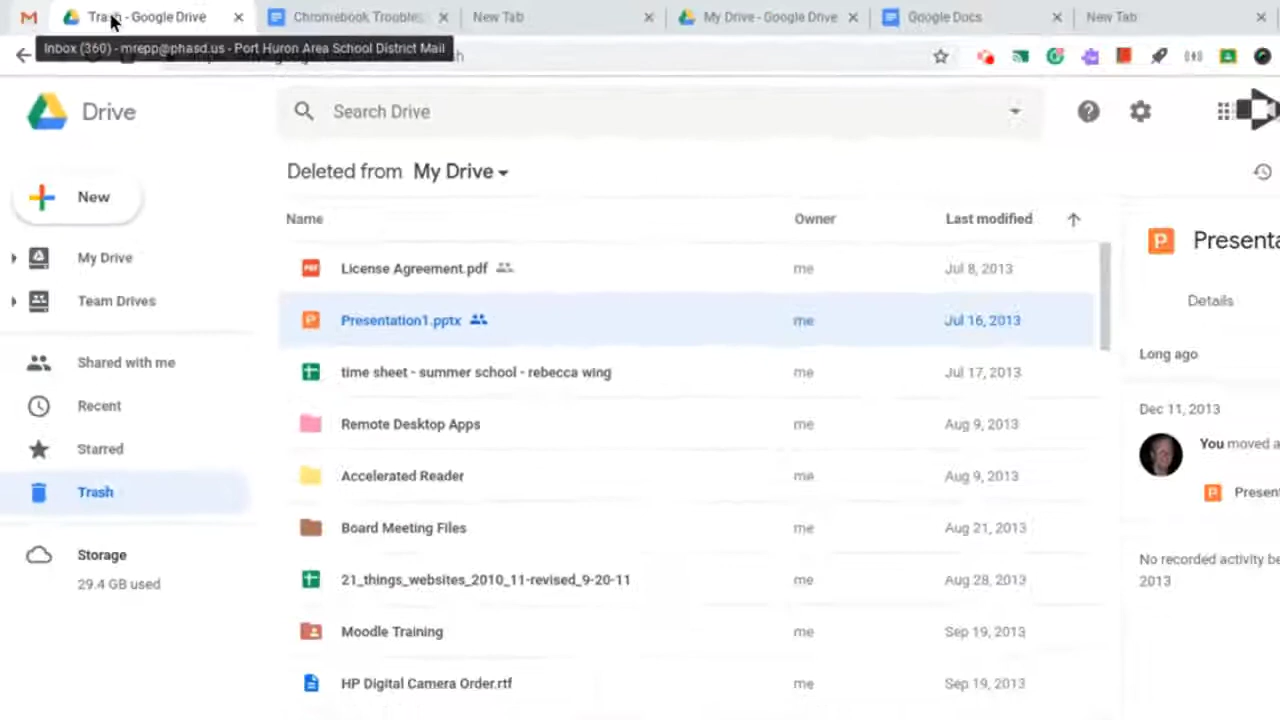 Trash - Google Drive
Chromebook Troubles
New Tab
My Drive - Google Drive
Google Docs
New Tab
Inbox (360) - mrepp@phasd.us - Port Huron Area School District Mail
Drive
Search Drive
Deleted from My Drive
New
Name
Owner
Last modified
My Drive
Team Drives
Shared with me
Recent
Starred
Trash
Storage
29.4 GB used
License Agreement.pdf me Jul 8, 2013
Presentation1.pptx me Jul 16, 2013
time sheet - summer school - rebecca wing me Jul 17, 2013
Remote Desktop Apps me Aug 9, 2013
Accelerated Reader me Aug 9, 2013
Board Meeting Files me Aug 21, 2013
21_things_websites_2010_11-revised_9-20-11 me Aug 28, 2013
Moodle Training me Sep 19, 2013
HP Digital Camera Order.rtf me Sep 19, 2013
Presenta
Details
Long ago
Dec 11, 2013
You moved a
Present
No recorded activity be
2013